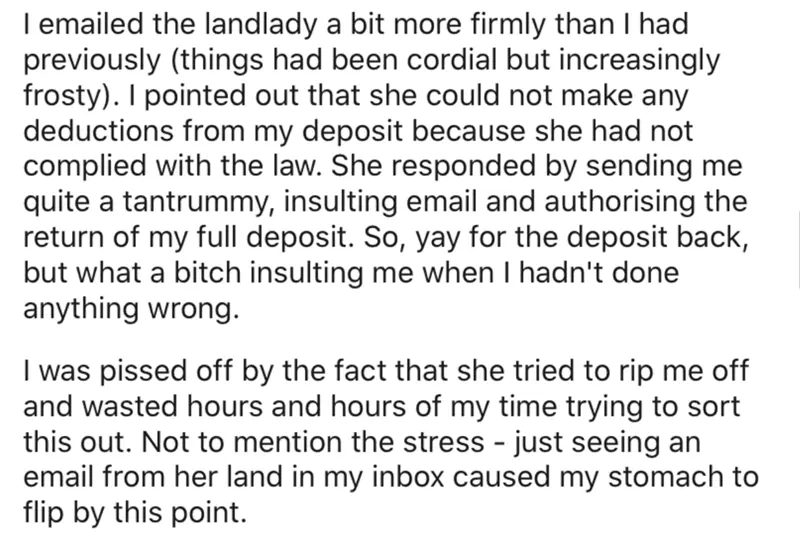 I emailed the landlady a bit more firmly than I had
previously (things had been cordial but increasingly
frosty). I pointed out that she could not make any
deductions from my deposit because she had not
complied with the law. She responded by sending me
quite a tantrummy, insulting email and authorising the
return of my full deposit. So, yay for the deposit back,
but what a bitch insulting me when I hadn't done
anything wrong.
I was pissed off by the fact that she tried to rip me off
and wasted hours and hours of my time trying to sort
this out. Not to mention the stress - just seeing an
email from her land in my inbox caused my stomach to
flip by this point.